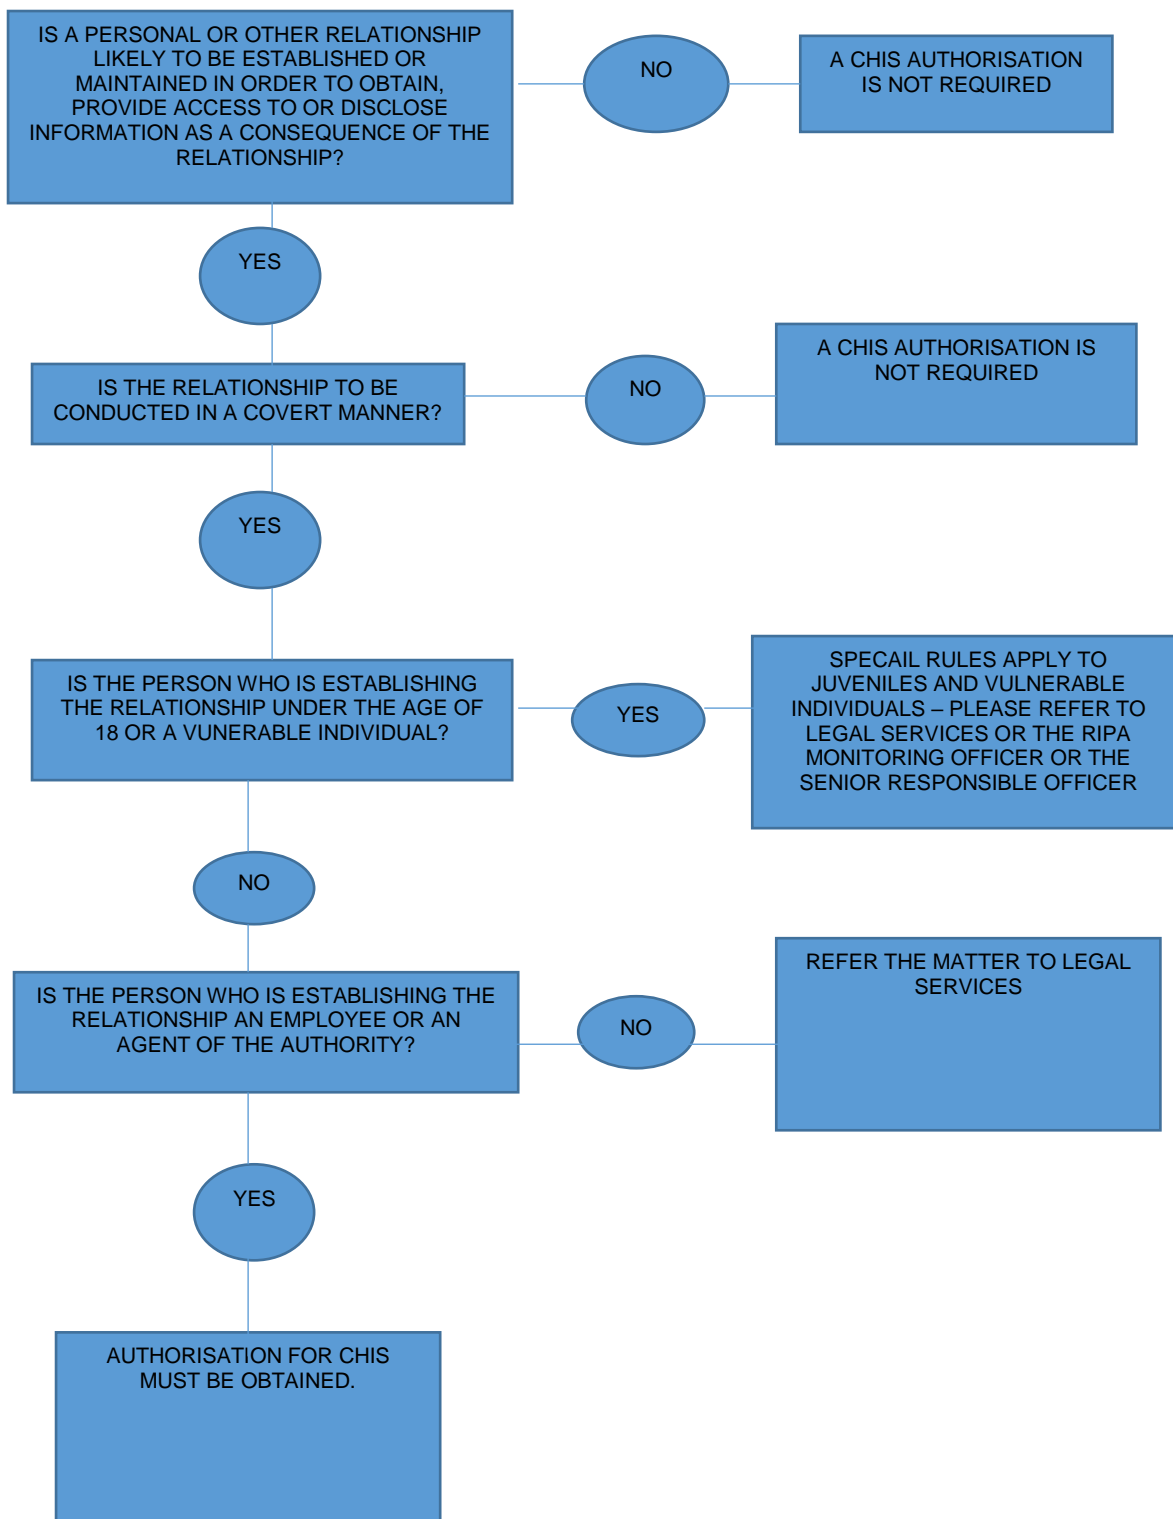 IS A PERSONAL OR OTHER RELATIONSHIP
LIKELY TO BE ESTABLISHED OR
MAINTAINED IN ORDER TO OBTAIN,
PROVIDE ACCESS TO OR DISCLOSE
INFORMATION AS A CONSEQUENCE OF THE
RELATIONSHIP?
NO
A CHIS AUTHORISATION
IS NOT REQUIRED
YES
IS THE RELATIONSHIP TO BE
CONDUCTED IN A COVERT MANNER?
NO
A CHIS AUTHORISATION IS
NOT REQUIRED
YES
IS THE PERSON WHO IS ESTABLISHING
THE RELATIONSHIP UNDER THE AGE OF
18 OR A VUNERABLE INDIVIDUAL?
YES
SPECAIL RULES APPLY TO
JUVENILES AND VULNERABLE
INDIVIDUALS – PLEASE REFER TO
LEGAL SERVICES OR THE RIPA
MONITORING OFFICER OR THE
SENIOR RESPONSIBLE OFFICER
NO
IS THE PERSON WHO IS ESTABLISHING THE
RELATIONSHIP AN EMPLOYEE OR AN
AGENT OF THE AUTHORITY?
NO
REFER THE MATTER TO LEGAL
SERVICES
YES
AUTHORISATION FOR CHIS
MUST BE OBTAINED.